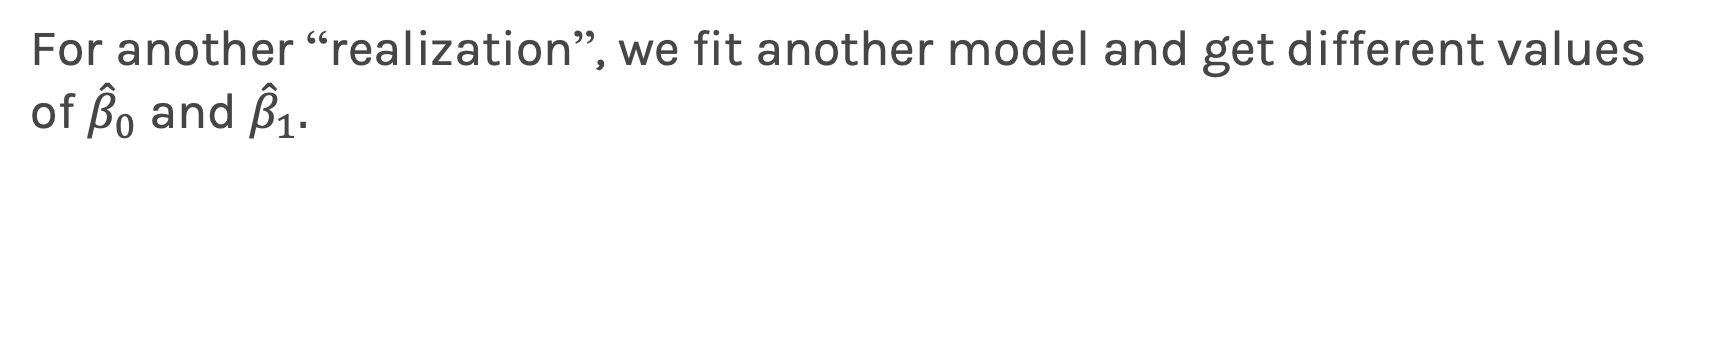 For another “realization”, we fit another model and get different values
of β̂₀ and β̂₁.